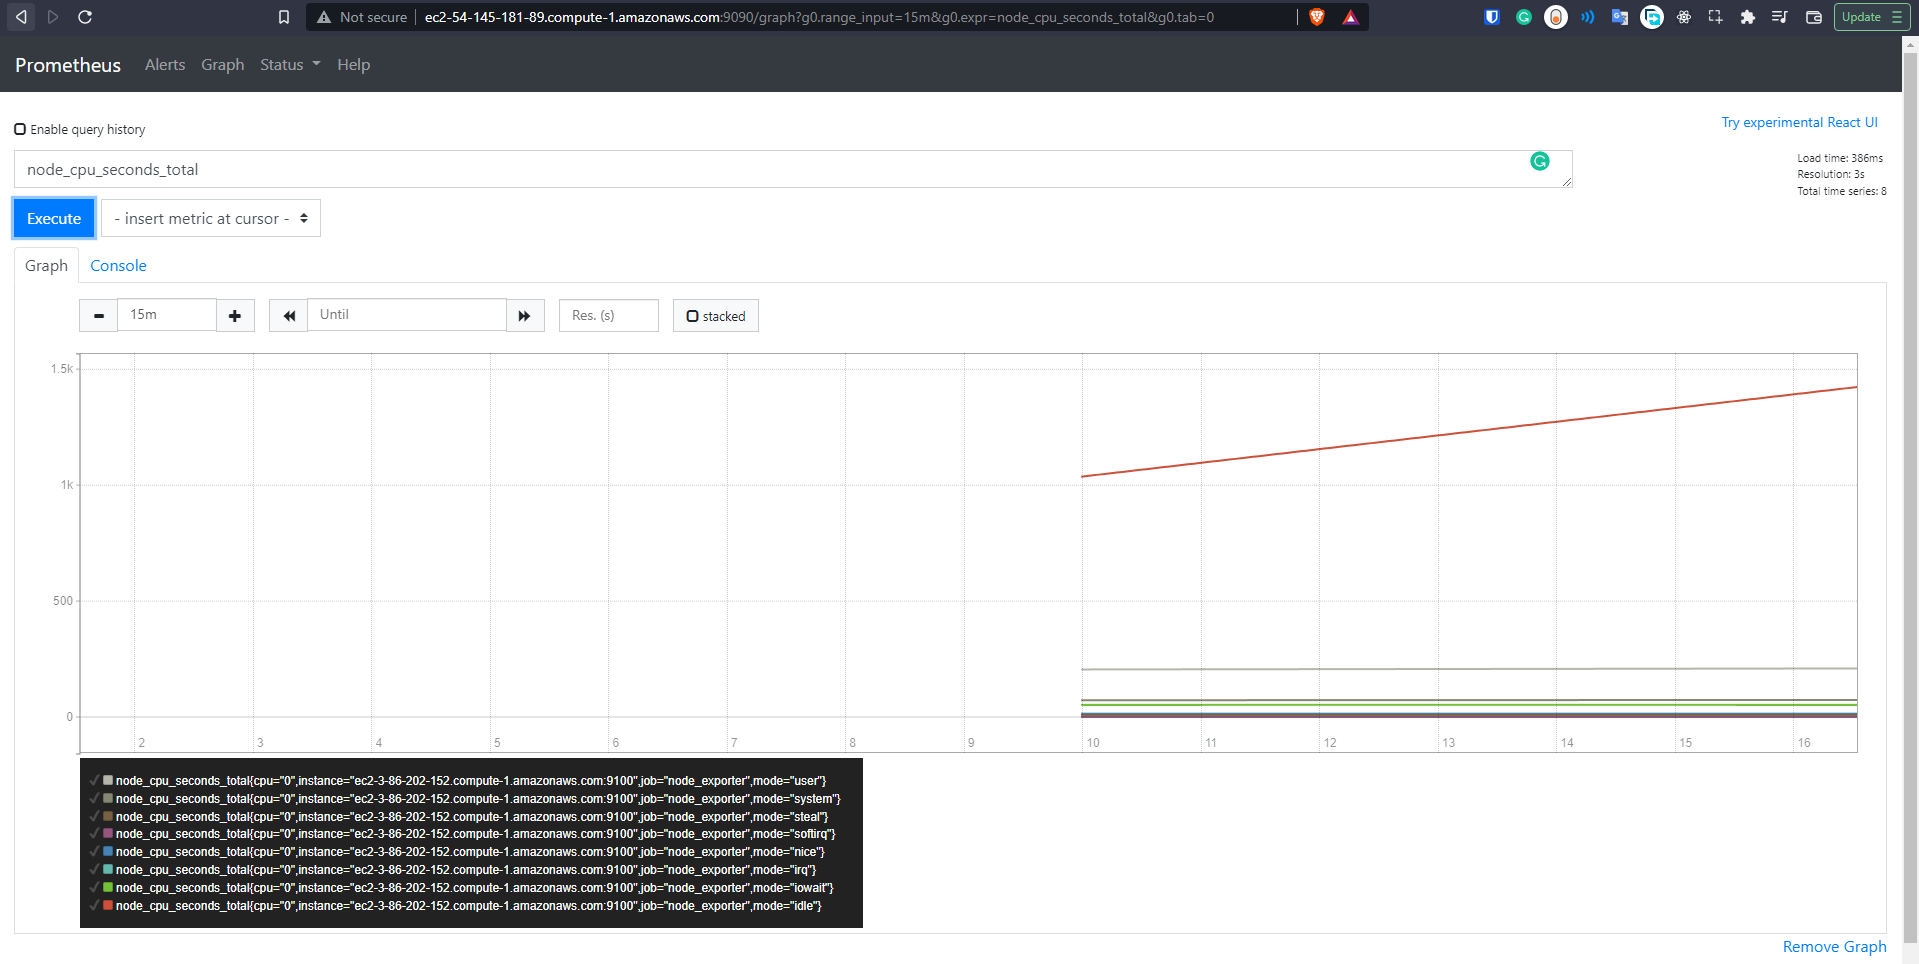 Not secure
ec2-54-145-181-89.compute-1.amazonaws.com:9090/graph?g0.range_input=15m&g0.expr=node_cpu_seconds_total&g0.tab=0
Update
Prometheus Alerts Graph Status Help
Enable query history
Try experimental React UI
node_cpu_seconds_total
Load time: 386ms
Resolution: 3s
Total time series: 8
Execute
- insert metric at cursor -
Graph Console
15m
Until
Res. (s)
stacked
1.5k
1k
500
0
2 3 4 5 6 7 8 9 10 11 12 13 14 15 16
node_cpu_seconds_total{cpu="0",instance="ec2-3-86-202-152.compute-1.amazonaws.com:9100",job="node_exporter",mode="user"}
node_cpu_seconds_total{cpu="0",instance="ec2-3-86-202-152.compute-1.amazonaws.com:9100",job="node_exporter",mode="system"}
node_cpu_seconds_total{cpu="0",instance="ec2-3-86-202-152.compute-1.amazonaws.com:9100",job="node_exporter",mode="steal"}
node_cpu_seconds_total{cpu="0",instance="ec2-3-86-202-152.compute-1.amazonaws.com:9100",job="node_exporter",mode="softirq"}
node_cpu_seconds_total{cpu="0",instance="ec2-3-86-202-152.compute-1.amazonaws.com:9100",job="node_exporter",mode="nice"}
node_cpu_seconds_total{cpu="0",instance="ec2-3-86-202-152.compute-1.amazonaws.com:9100",job="node_exporter",mode="irq"}
node_cpu_seconds_total{cpu="0",instance="ec2-3-86-202-152.compute-1.amazonaws.com:9100",job="node_exporter",mode="iowait"}
node_cpu_seconds_total{cpu="0",instance="ec2-3-86-202-152.compute-1.amazonaws.com:9100",job="node_exporter",mode="idle"}
Remove Graph